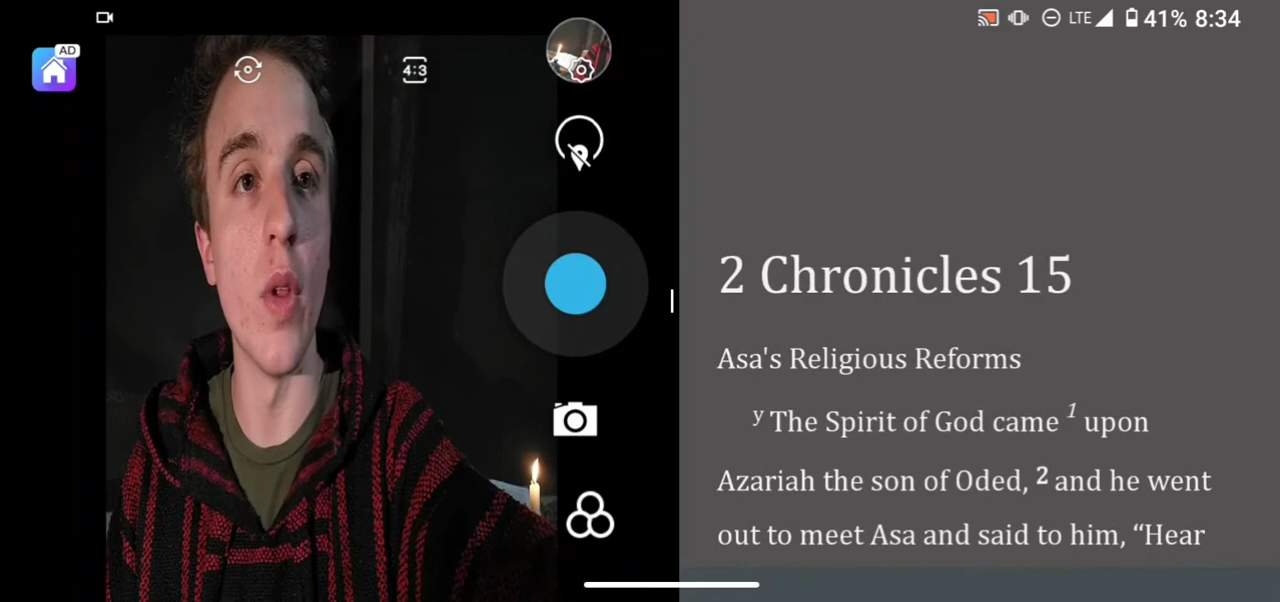 AD
4:3
LTE 41% 8:34
2 Chronicles 15
Asa's Religious Reforms
y The Spirit of God came 1 upon
Azariah the son of Oded, 2 and he went
out to meet Asa and said to him, “Hear